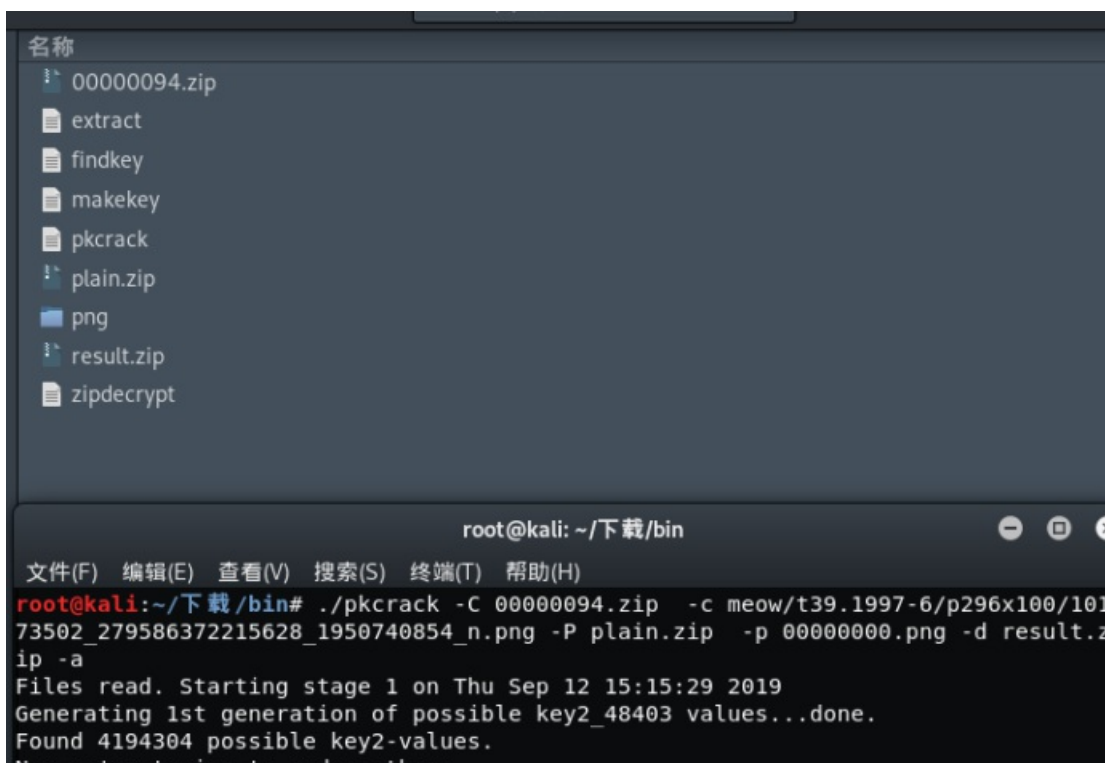 名称
00000094.zip
extract
findkey
makekey
pkcrack
plain.zip
png
result.zip
zipdecrypt
root@kali: ~/下载/bin
文件(F) 编辑(E) 查看(V) 搜索(S) 终端(T) 帮助(H)
root@kali:~/下载/bin# ./pkcrack -C 00000094.zip  -c meow/t39.1997-6/p296x100/101
73502_279586372215628_1950740854_n.png -P plain.zip  -p 00000000.png -d result.z
ip -a
Files read. Starting stage 1 on Thu Sep 12 15:15:29 2019
Generating 1st generation of possible key2_48403 values...done.
Found 4194304 possible key2-values.